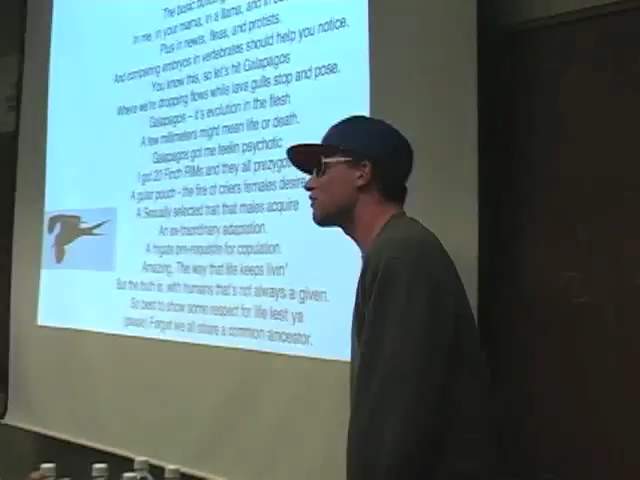 The basic building
In me, in your mama, in a llama, and in
Plus in newts, fleas, and protists.
And comparing embryos in vertebrates should help you notice.
You know this, so let's hit Galapagos
Where we're dropping flows while lava gulls stop and pose.
Galapagos – it's evolution in the flesh
A few millimeters might mean life or death.
Galapagos got me feelin psychotic
I got 20 Finch RIMs and they all prezygo
A gular pouch – the fire of criers females desire
A Sexually selected trait that males acquire
An ex-traordinary adaptation.
A frigate pre-requisite for copulation.
Amazing. The way that life keeps livin'
But the truth is, with humans that's not always a given.
So best to show some respect for life lest ya
(pause) Forget we all share a common ancestor.